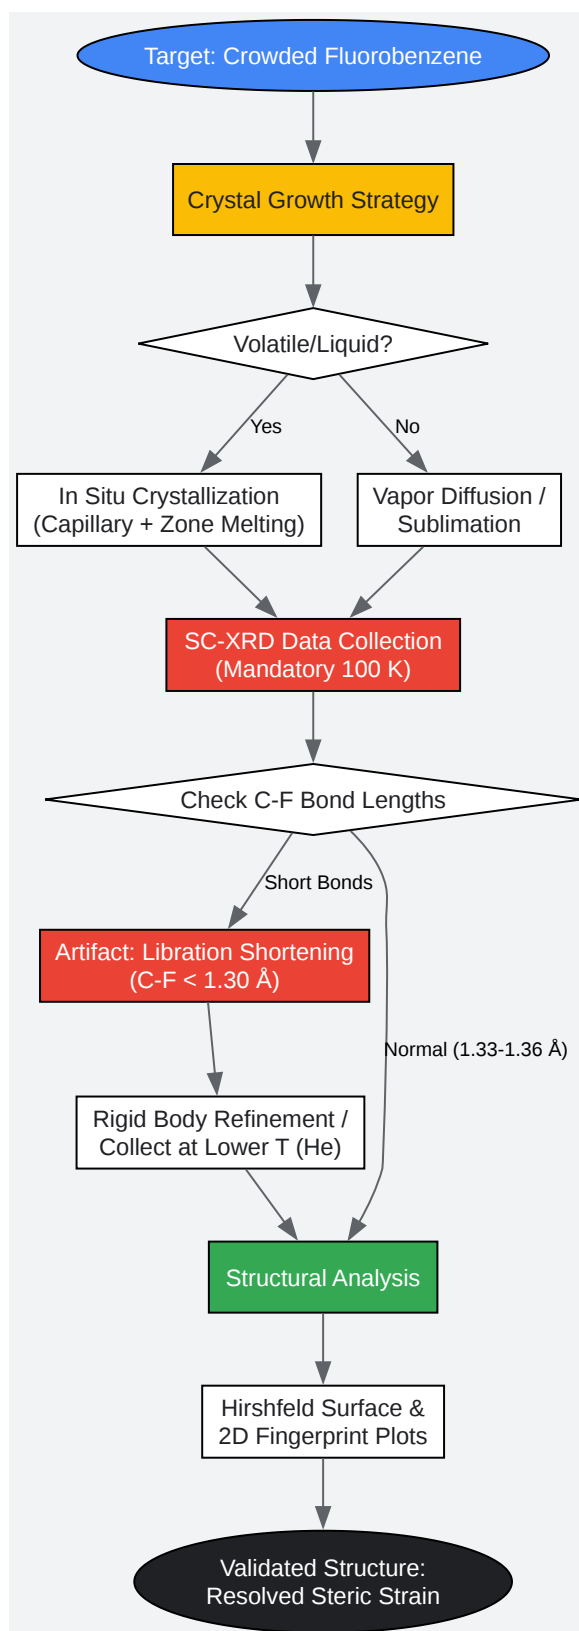 Target: Crowded Fluorobenzene
Crystal Growth Strategy
Volatile/Liquid?
Yes
No
In Situ Crystallization
(Capillary + Zone Melting)
Vapor Diffusion /
Sublimation
SC-XRD Data Collection
(Mandatory 100 K)
Check C-F Bond Lengths
Short Bonds
Artifact: Libration Shortening
(C-F < 1.30 Å)
Normal (1.33-1.36 Å)
Rigid Body Refinement /
Collect at Lower T (He)
Structural Analysis
Hirshfeld Surface &
2D Fingerprint Plots
Validated Structure:
Resolved Steric Strain